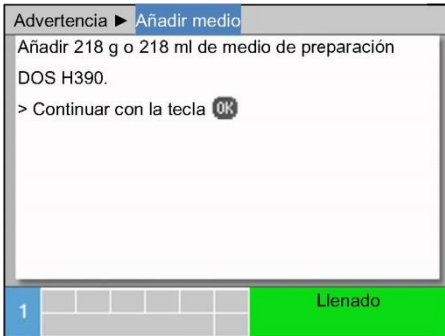 Advertencia ► Añadir medio
Añadir 218 g o 218 ml de medio de preparación
DOS H390.
> Continuar con la tecla OK
1
Llenado